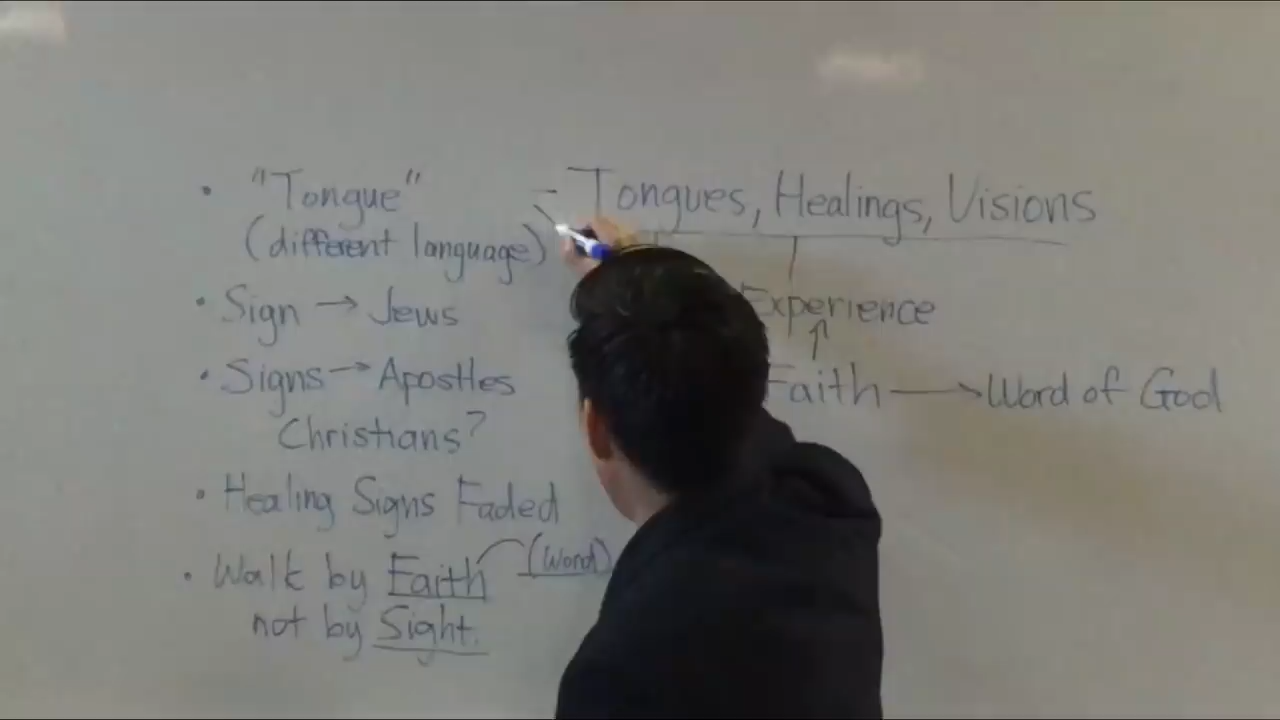 • "Tongue"
(different language)
• Sign → Jews
• Signs → Apostles
Christians?
• Healing Signs Faded
• Walk by Faith (Word)
not by Sight.
- Tongues, Healings, Visions
Experience
↑
Faith → Word of God